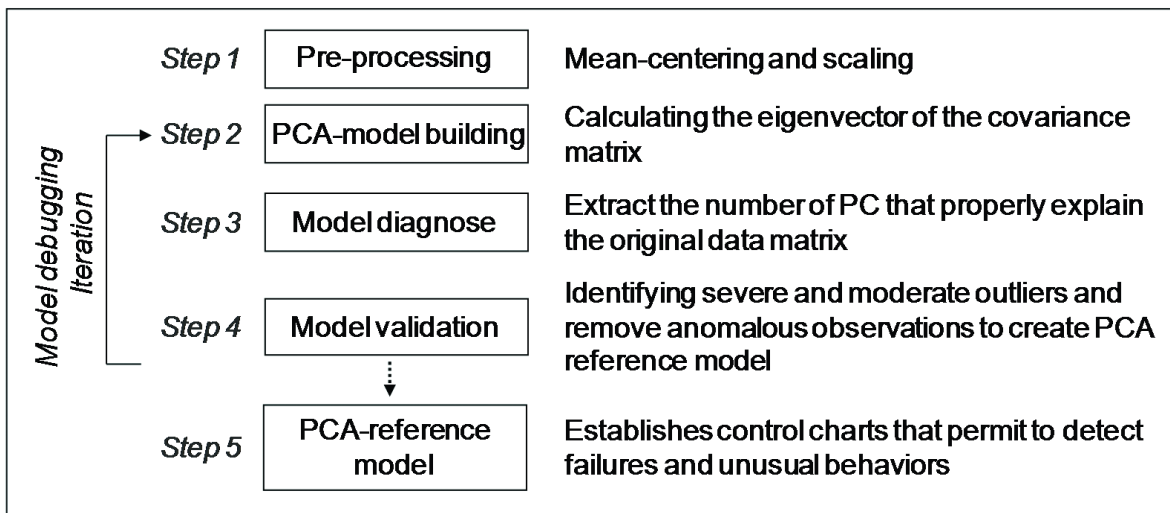 Step 1
Pre-processing
Mean-centering and scaling
Step 2
PCA-model building
Calculating the eigenvector of the covariance
matrix
Step 3
Model diagnose
Extract the number of PC that properly explain
the original data matrix
Step 4
Model validation
Identifying severe and moderate outliers and
remove anomalous observations to create PCA
reference model
Step 5
PCA-reference
model
Establishes control charts that permit to detect
failures and unusual behaviors
Model debugging
Iteration